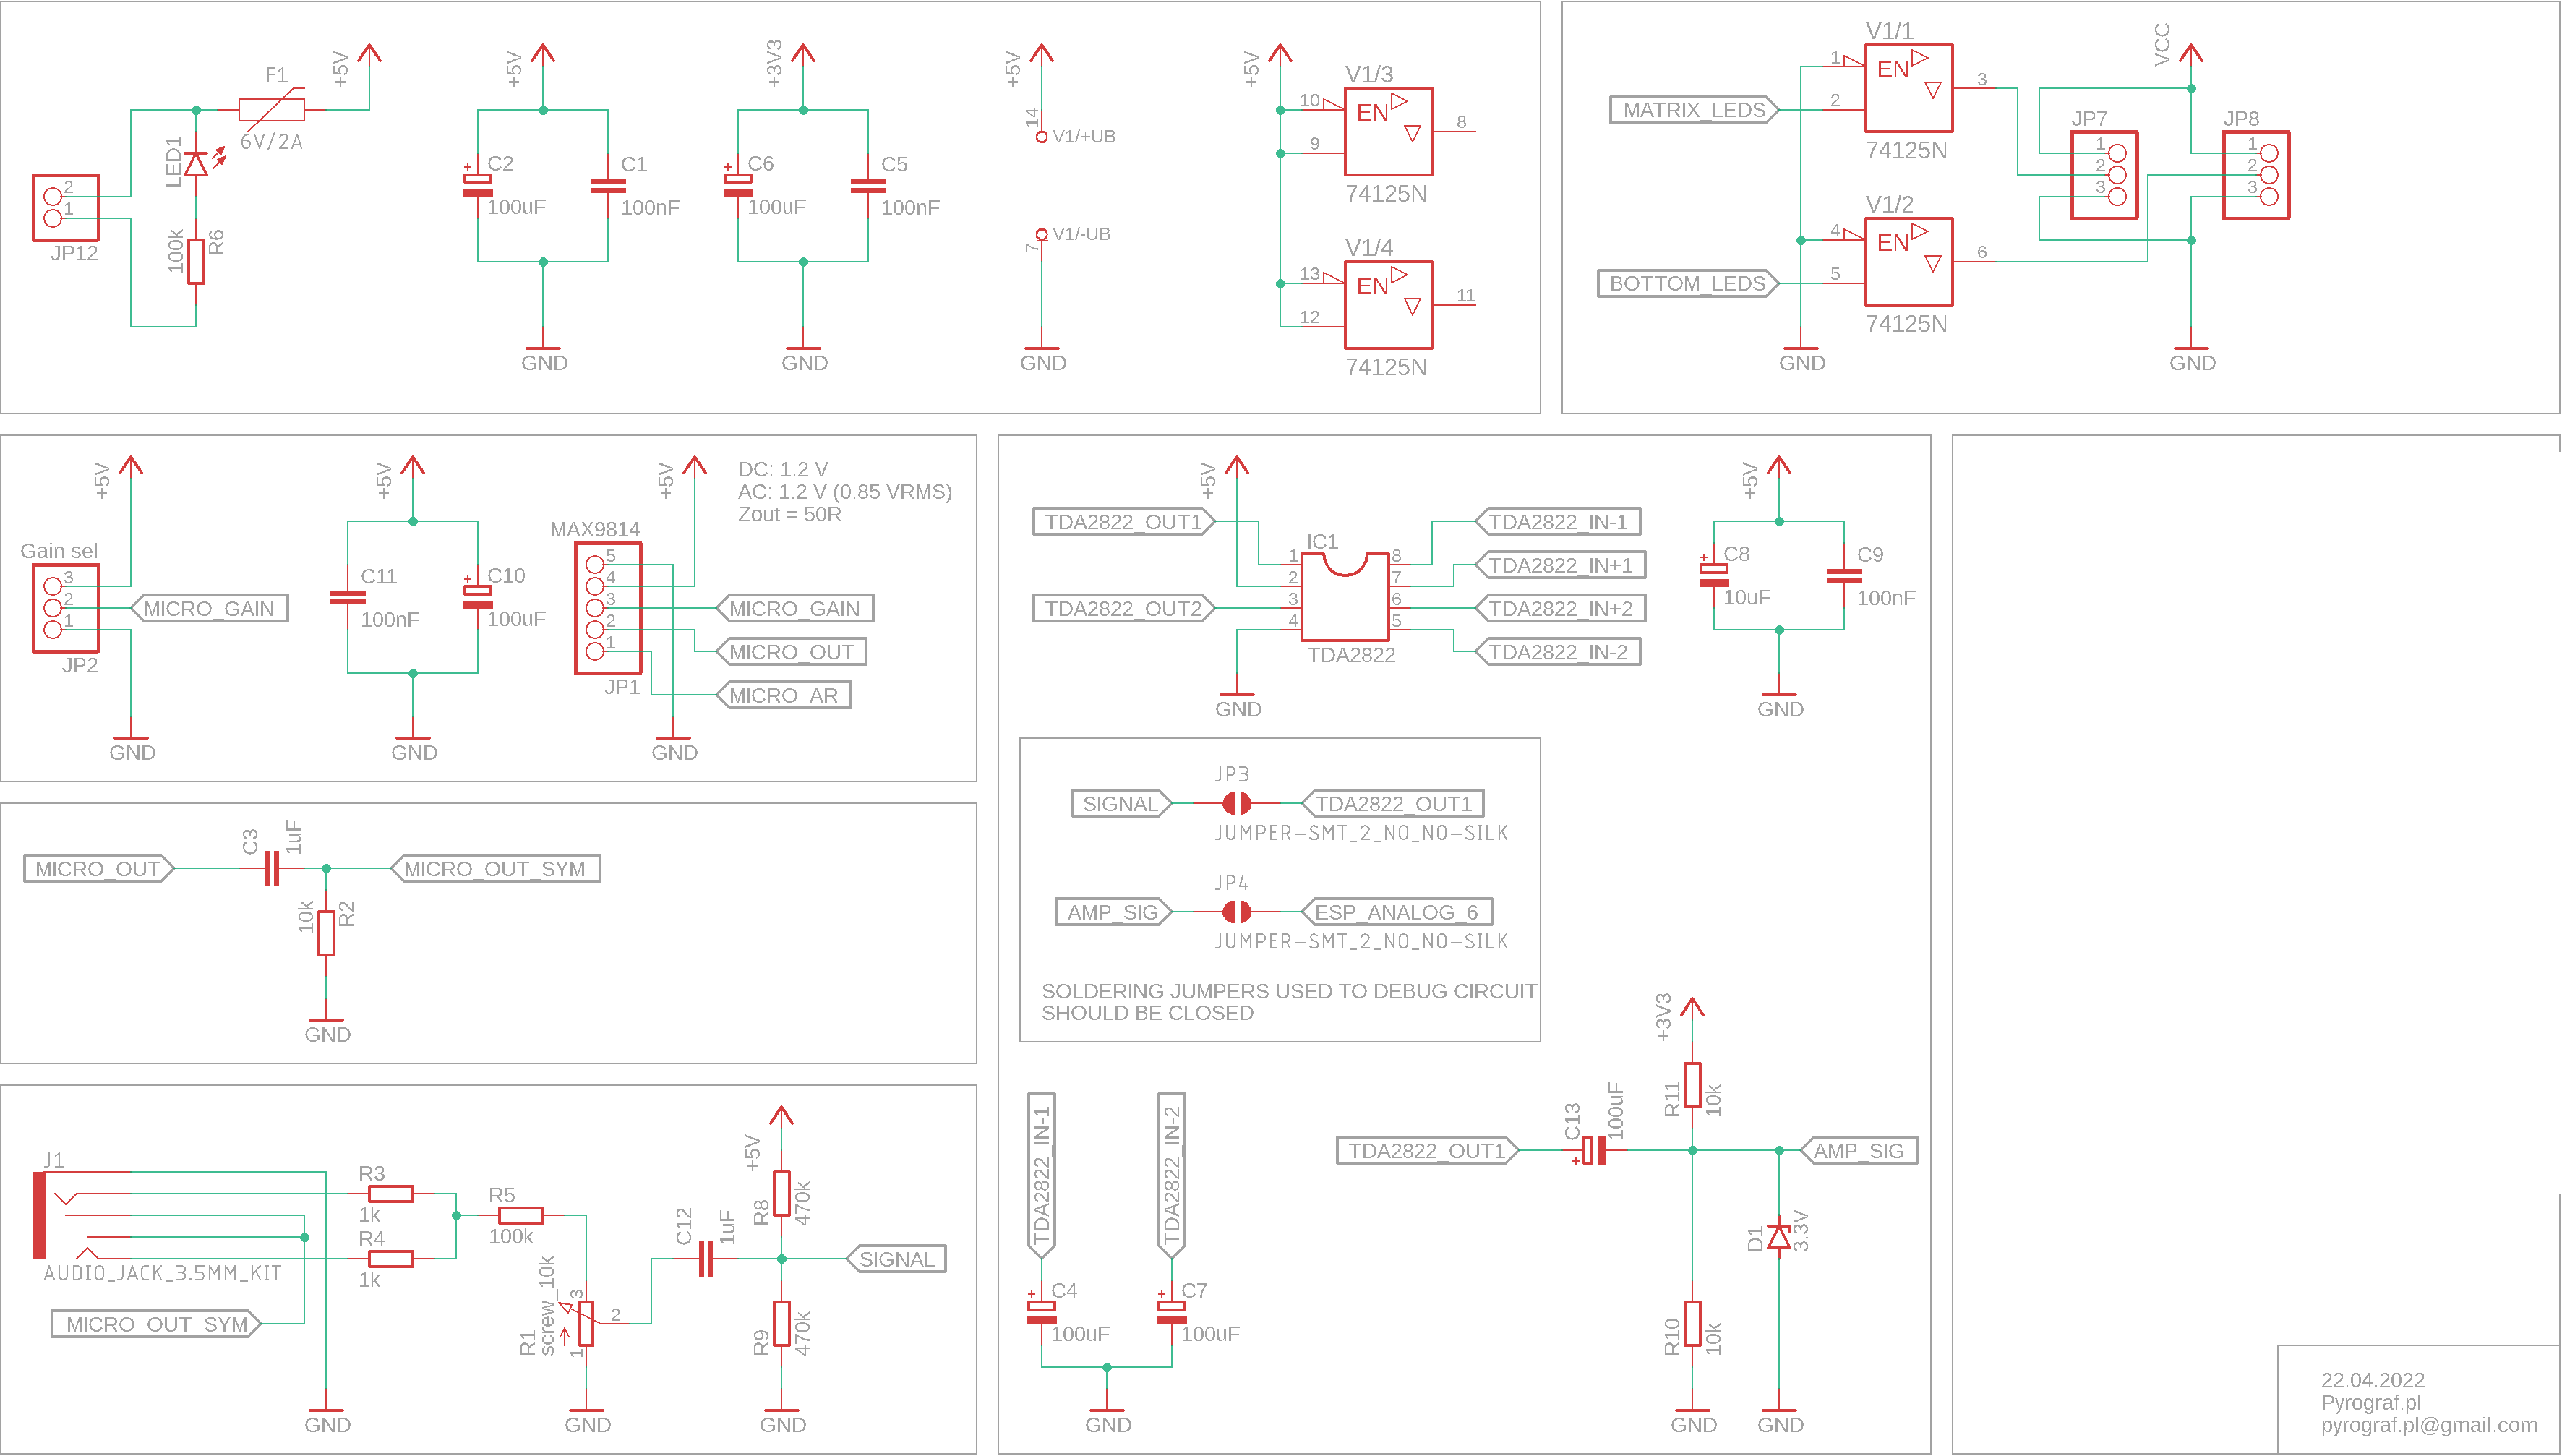 +5V
F1
6V/2A
LED1
2
1
JP12
100k
R6
+5V
C2
100uF
C1
100nF
GND
+3V3
C6
100uF
C5
100nF
GND
+5V
14
V1/+UB
V1/-UB
7
GND
+5V
V1/3
10
EN
9
8
74125N
V1/4
13
EN
12
11
74125N
V1/1
1
EN
MATRIX_LEDS
2
3
74125N
V1/2
4
EN
BOTTOM_LEDS
5
6
74125N
GND
VCC
JP7
1
2
3
JP8
1
2
3
GND
+5V
Gain sel
3
2
1
MICRO_GAIN
JP2
GND
+5V
C11
100nF
C10
100uF
GND
+5V
DC: 1.2 V
AC: 1.2 V (0.85 VRMS)
Zout = 50R
MAX9814
5
4
3
2
1
MICRO_GAIN
MICRO_OUT
MICRO_AR
JP1
GND
+5V
TDA2822_OUT1
TDA2822_OUT2
IC1
1
2
3
4
8
7
6
5
TDA2822
TDA2822_IN-1
TDA2822_IN+1
TDA2822_IN+2
TDA2822_IN-2
GND
+5V
C8
10uF
C9
100nF
GND
JP3
SIGNAL
TDA2822_OUT1
JUMPER-SMT_2_NO_NO-SILK
JP4
AMP_SIG
ESP_ANALOG_6
JUMPER-SMT_2_NO_NO-SILK
SOLDERING JUMPERS USED TO DEBUG CIRCUIT
SHOULD BE CLOSED
MICRO_OUT
C3
1uF
MICRO_OUT_SYM
10k
R2
GND
J1
AUDIO_JACK_3.5MM_KIT
MICRO_OUT_SYM
GND
R3
1k
R4
1k
R5
100k
R1
screw_10k
3
2
1
GND
C12
1uF
+5V
R8
470k
SIGNAL
R9
470k
GND
TDA2822_IN-1
TDA2822_IN-2
C4
100uF
C7
100uF
GND
TDA2822_OUT1
C13
100uF
+3V3
R11
10k
AMP_SIG
R10
10k
D1
3.3V
GND
GND
22.04.2022
Pyrograf.pl
pyrograf.pl@gmail.com